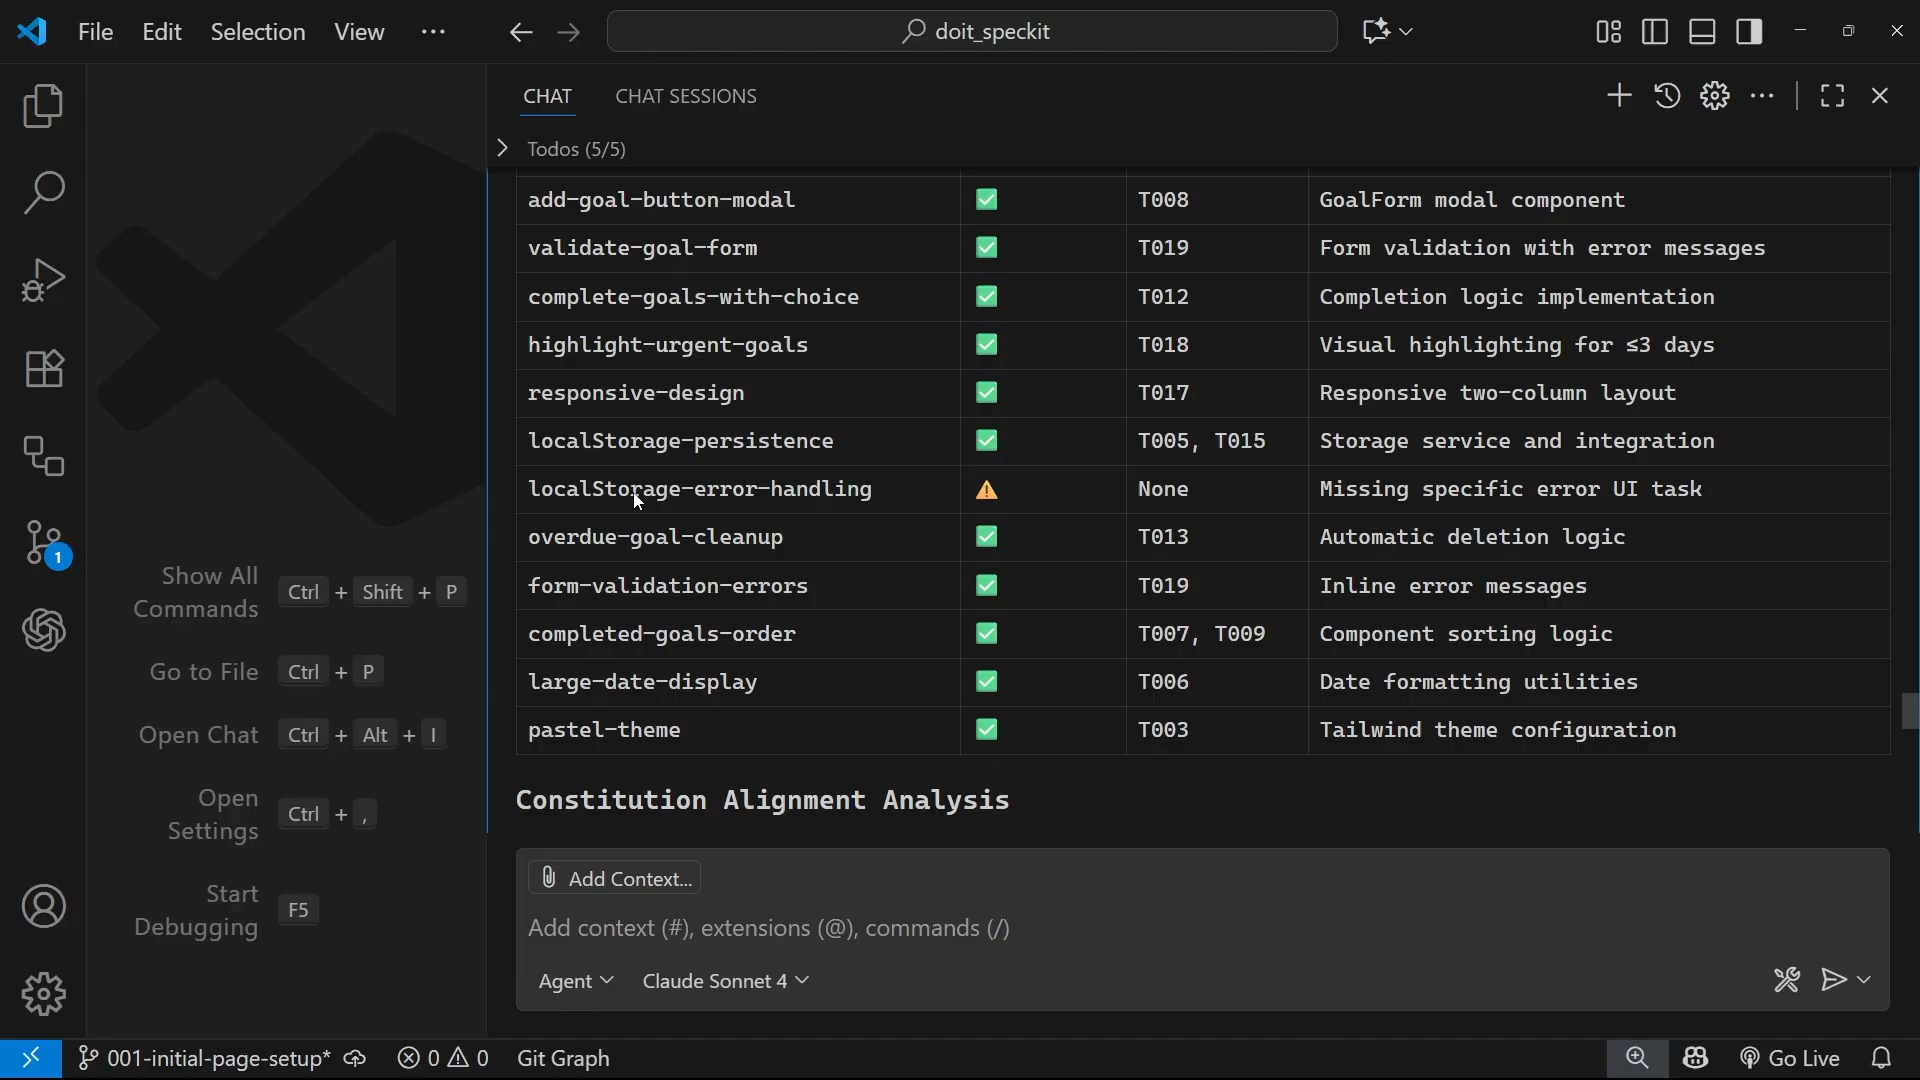 File Edit Selection View ··· doit_speckit
CHAT CHAT SESSIONS
Todos (5/5)
add-goal-button-modal ✅ T008 GoalForm modal component
validate-goal-form ✅ T019 Form validation with error messages
complete-goals-with-choice ✅ T012 Completion logic implementation
highlight-urgent-goals ✅ T018 Visual highlighting for ≤3 days
responsive-design ✅ T017 Responsive two-column layout
localStorage-persistence ✅ T005, T015 Storage service and integration
localStorage-error-handling ⚠ None Missing specific error UI task
overdue-goal-cleanup ✅ T013 Automatic deletion logic
form-validation-errors ✅ T019 Inline error messages
completed-goals-order ✅ T007, T009 Component sorting logic
large-date-display ✅ T006 Date formatting utilities
pastel-theme ✅ T003 Tailwind theme configuration
Constitution Alignment Analysis
1
Show All
Commands Ctrl + Shift + P
Go to File Ctrl + P
Open Chat Ctrl + Alt + I
Open
Settings Ctrl + ,
Start
Debugging F5
Add Context...
Add context (#), extensions (@), commands (/)
Agent Claude Sonnet 4
001-initial-page-setup* 0 0 Git Graph Go Live